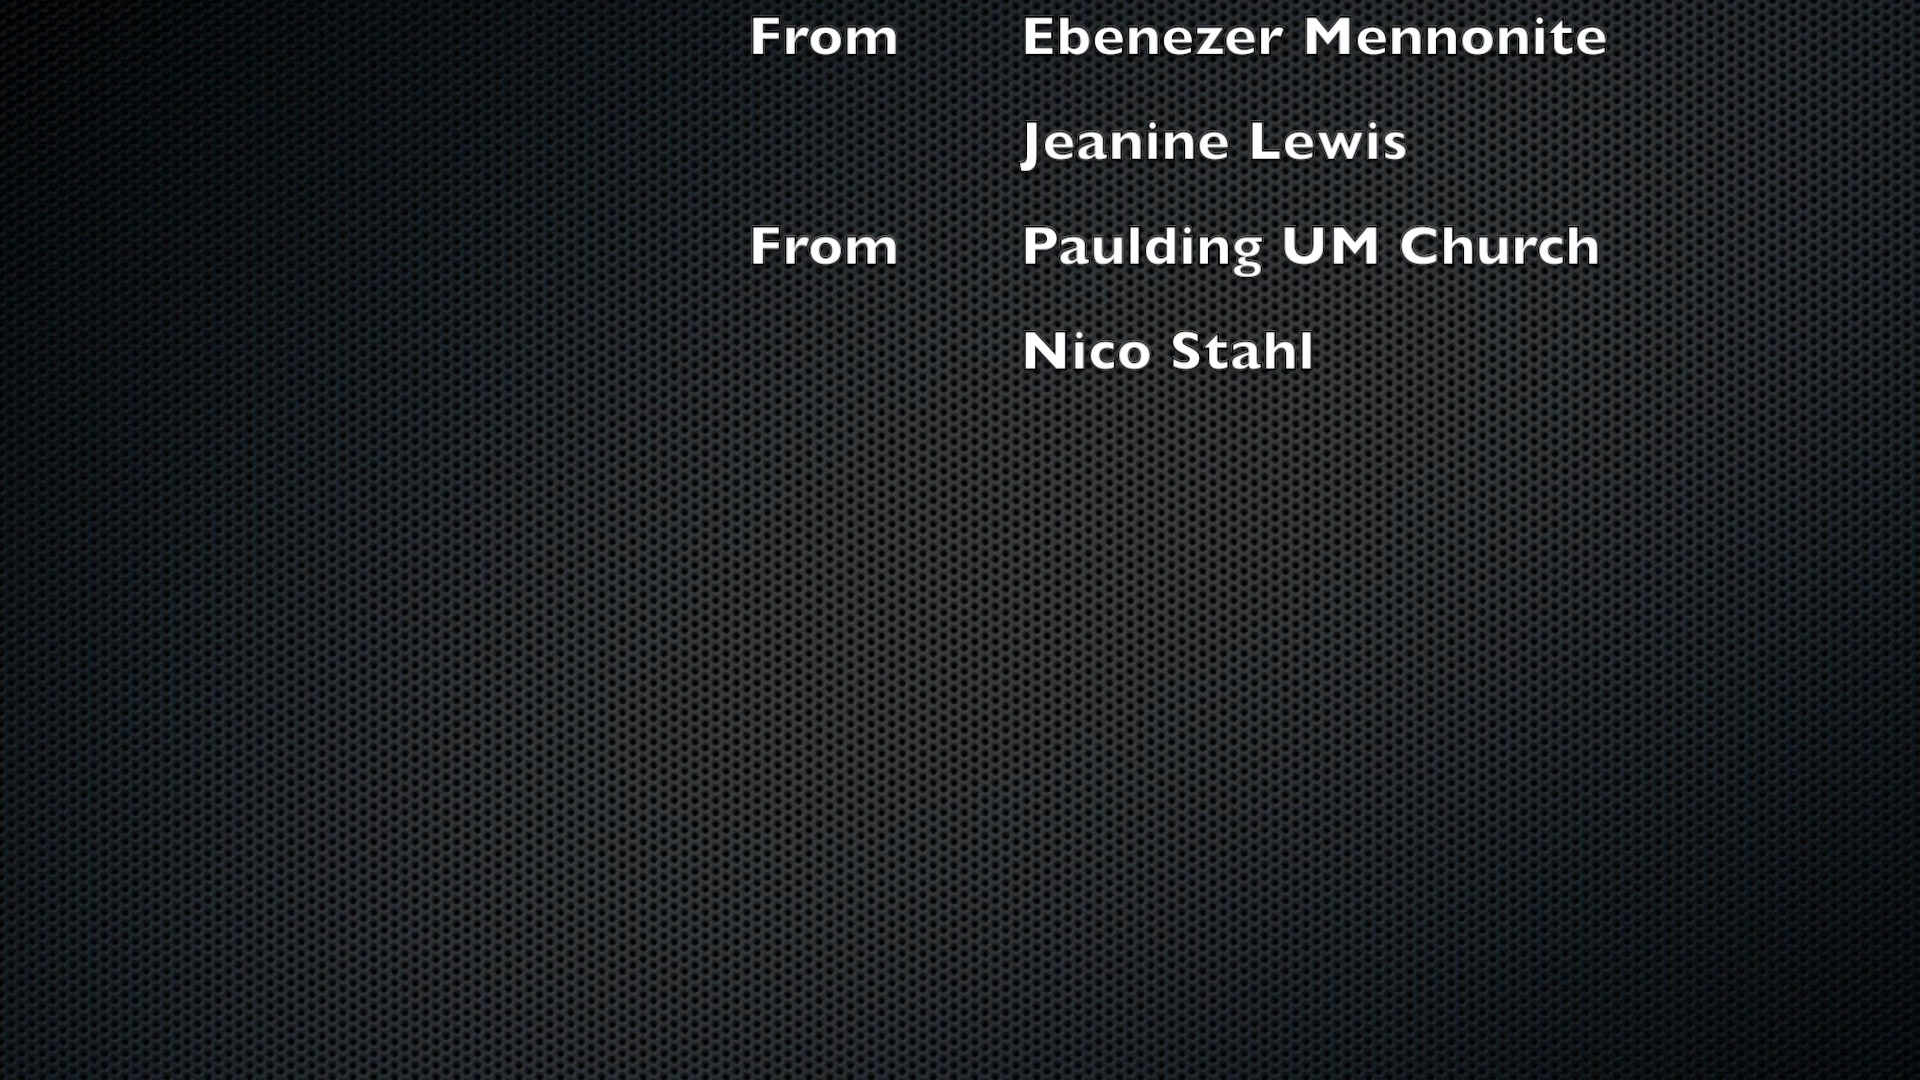 From Ebenezer Mennonite
Jeanine Lewis
From Paulding UM Church
Nico Stahl